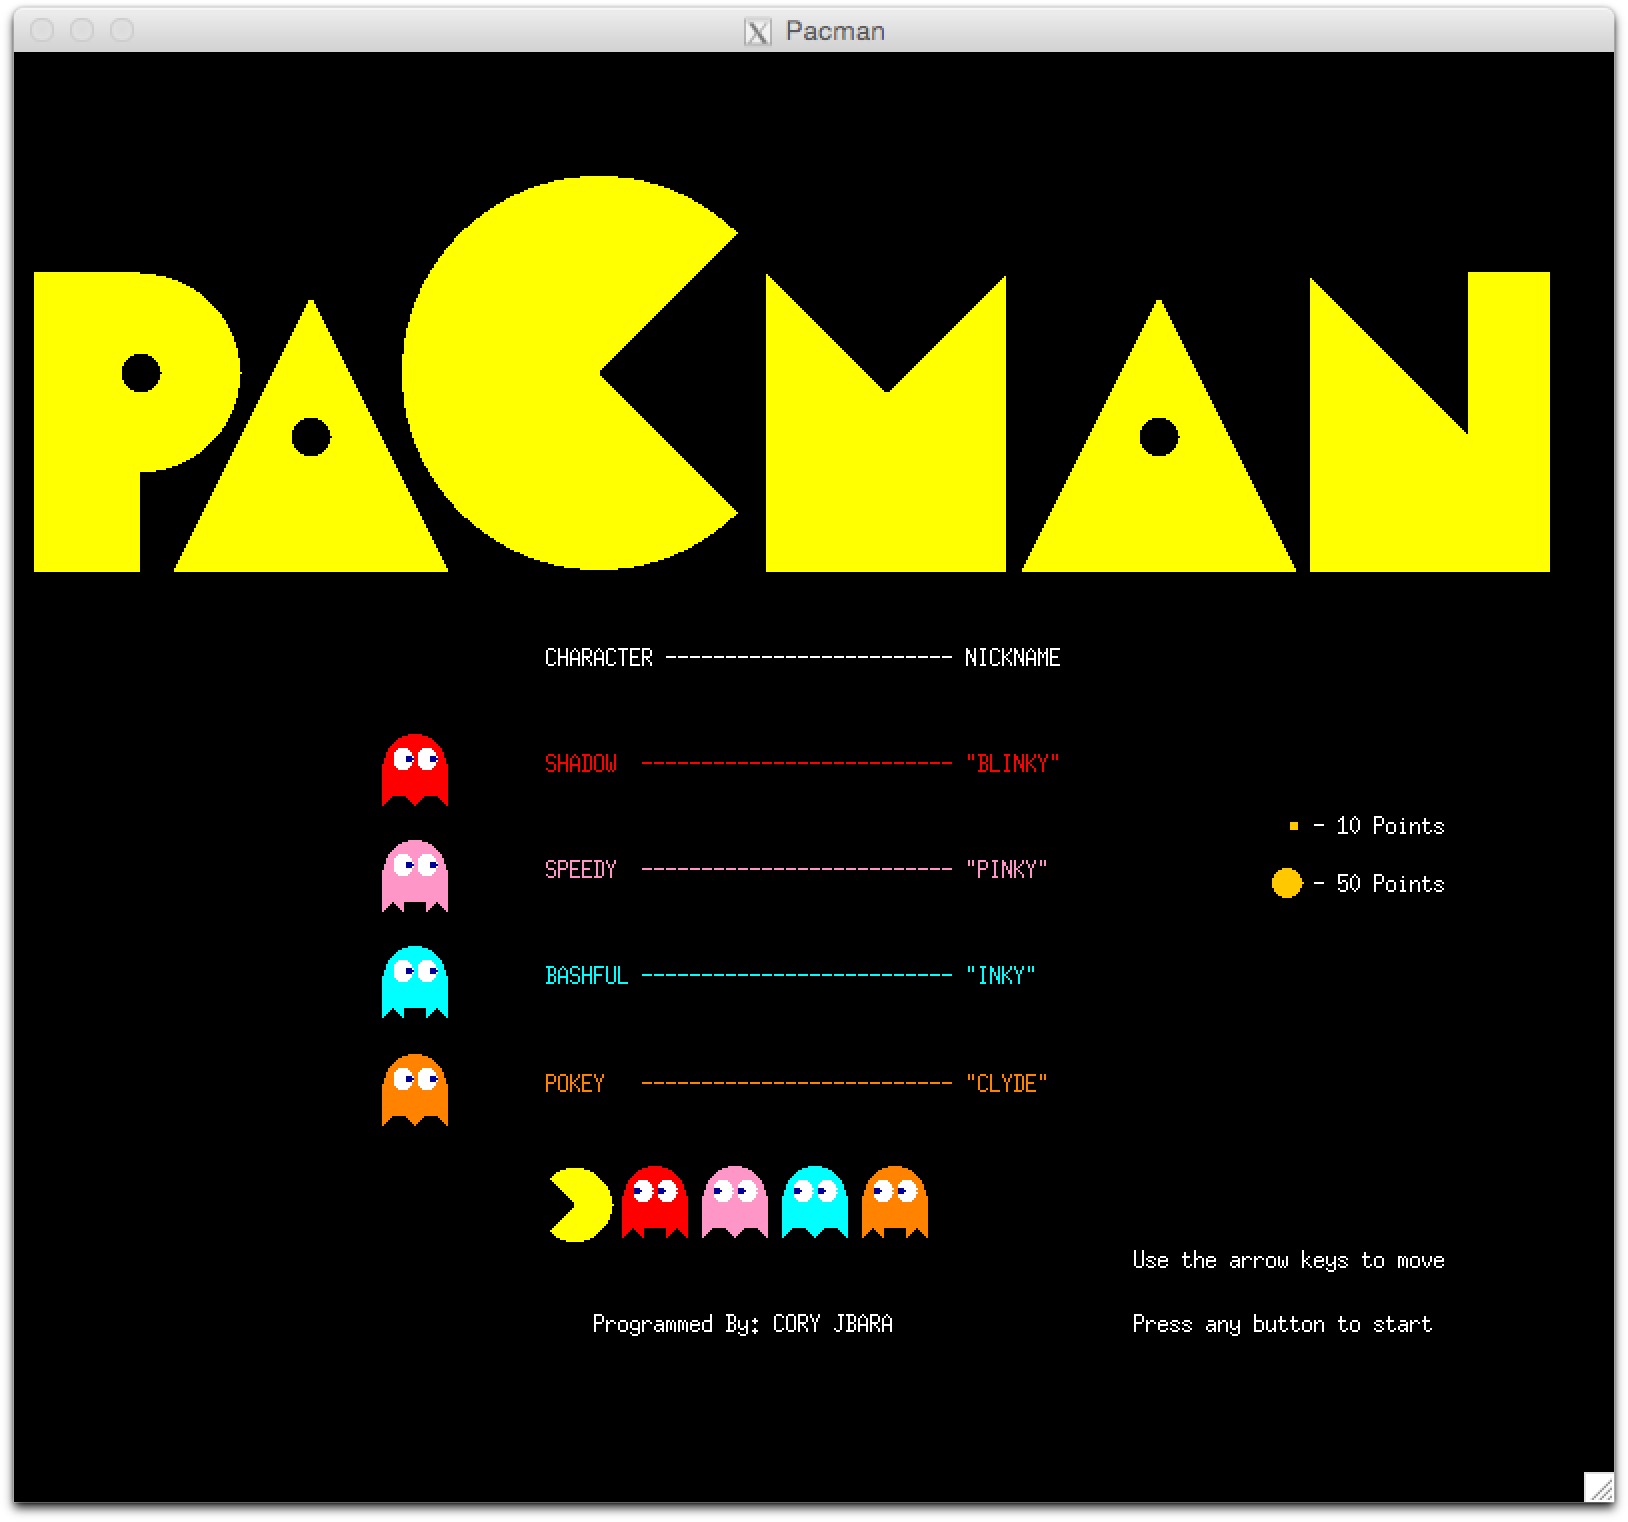 Pacman
PACMAN
CHARACTER ------------------------ NICKNAME
SHADOW -------------------------- "BLINKY"
- 10 Points
SPEEDY -------------------------- "PINKY"
- 50 Points
BASHFUL -------------------------- "INKY"
POKEY -------------------------- "CLYDE"
Use the arrow keys to move
Programmed By: CORY JBARA
Press any button to start